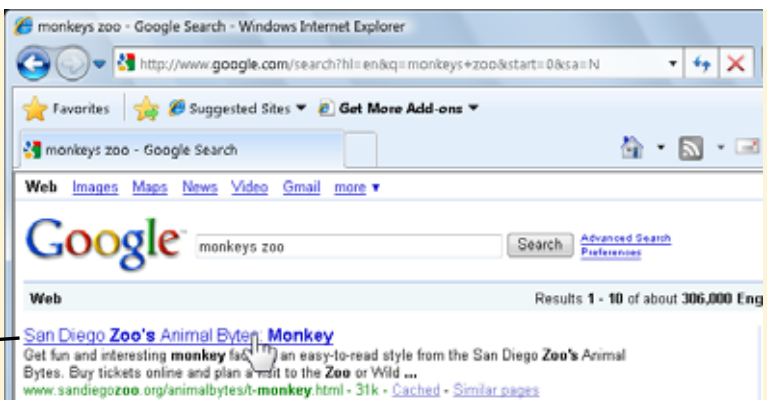 monkeys zoo - Google Search - Windows Internet Explorer
http://www.google.com/search?hl=en&q=monkeys+zoo&start=0&sa=N
Favorites Suggested Sites ▼ Get More Add-ons ▼
monkeys zoo - Google Search
Web Images Maps News Video Gmail more ▼
Google monkeys zoo Search Advanced Search
Preferences
Web Results 1 - 10 of about 306,000 Eng
San Diego Zoo's Animal Bytes: Monkey
Get fun and interesting monkey an easy-to-read style from the San Diego Zoo's Animal
Bytes. Buy tickets online and plan a visit to the Zoo or Wild ...
www.sandiegozoo.org/animalbytes/t-monkey.html - 31k - Cached - Similar pages